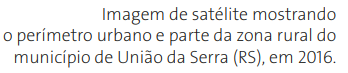 Imagem de satélite mostrando
o perímetro urbano e parte da zona rural do
município de União da Serra (RS), em 2016.